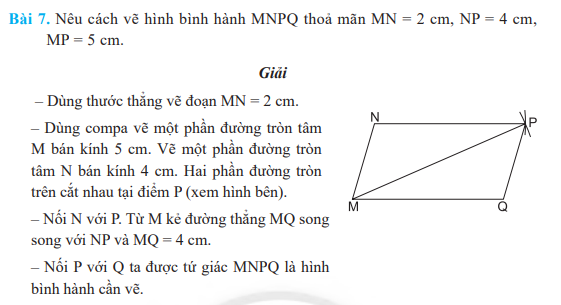 Bài 7. Nêu cách vẽ hình bình hành MNPQ thoả mãn MN = 2 cm, NP = 4 cm,
MP = 5 cm.
Giải
– Dùng thước thẳng vẽ đoạn MN = 2 cm.
– Dùng compa vẽ một phần đường tròn tâm
M bán kính 5 cm. Vẽ một phần đường tròn
tâm N bán kính 4 cm. Hai phần đường tròn
trên cắt nhau tại điểm P (xem hình bên).
– Nối N với P. Từ M kẻ đường thẳng MQ song
song với NP và MQ = 4 cm.
– Nối P với Q ta được tứ giác MNPQ là hình
bình hành cần vẽ.
N
P
M
Q